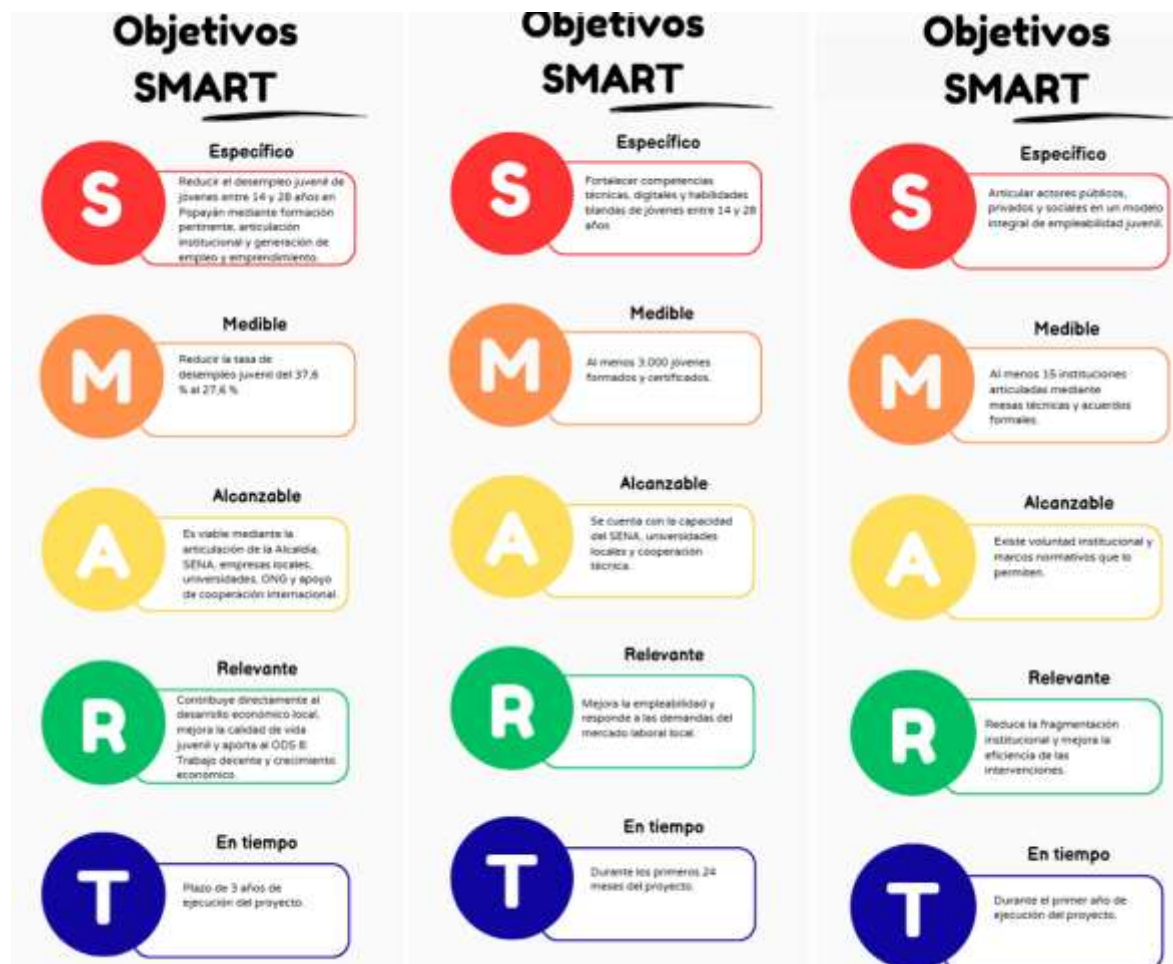 Objetivos
SMART
S
Específico
Reducir el desempleo juvenil de
jóvenes entre 14 y 28 años en
Popayán mediante formación
pertinente, articulación
institucional y generación de
empleo y emprendimiento.
M
Medible
Reducir la tasa de
desempleo juvenil del 37,6
% al 27,6 %.
A
Alcanzable
Es viable mediante la
articulación de la Alcaldía,
SENA, empresas locales,
universidades, ONG y apoyo
de cooperación internacional.
R
Relevante
Contribuye directamente al
desarrollo económico local,
mejora la calidad de vida
juvenil y aporta al ODS 8:
Trabajo decente y crecimiento
económico.
T
En tiempo
Plazo de 3 años de
ejecución del proyecto.
Objetivos
SMART
S
Específico
Fortalecer competencias
técnicas, digitales y habilidades
blandas de jóvenes entre 14 y 28
años.
M
Medible
Al menos 3.000 jóvenes
formados y certificados.
A
Alcanzable
Se cuenta con la capacidad
del SENA, universidades
locales y cooperación
técnica.
R
Relevante
Mejora la empleabilidad y
responde a las demandas del
mercado laboral local.
T
En tiempo
Durante los primeros 24
meses del proyecto.
Objetivos
SMART
S
Específico
Articular actores públicos,
privados y sociales en un modelo
integral de empleabilidad juvenil.
M
Medible
Al menos 15 instituciones
articuladas mediante
mesas técnicas y acuerdos
formales.
A
Alcanzable
Existe voluntad institucional y
marcos normativos que lo
permiten.
R
Relevante
Reduce la fragmentación
institucional y mejora la
eficiencia de las
intervenciones.
T
En tiempo
Durante el primer año de
ejecución del proyecto.